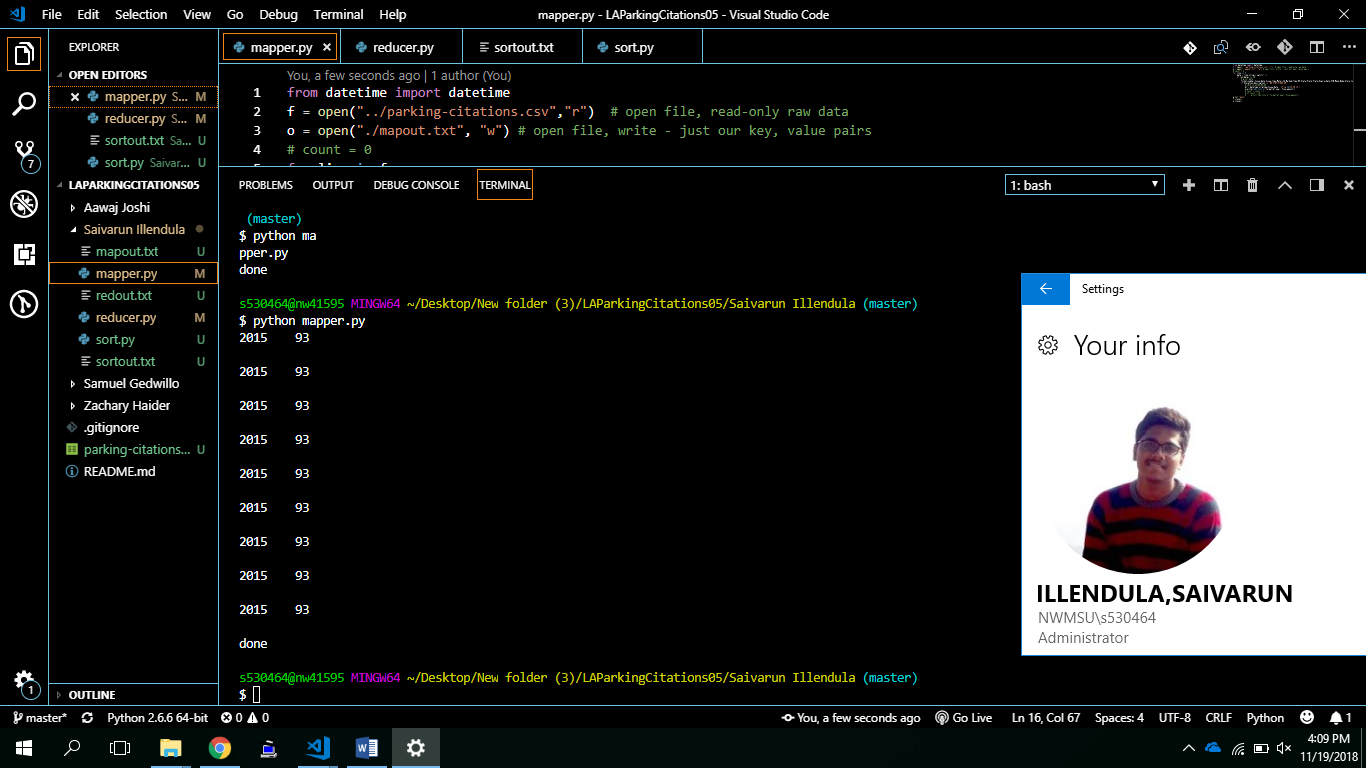 File Edit Selection View Go Debug Terminal Help
mapper.py - LAParkingCitations05 - Visual Studio Code
EXPLORER
OPEN EDITORS
mapper.py S... M
reducer.py S... M
sortout.txt Sa... U
sort.py Saivar... U
7
LAPARKINGCITATIONS05
Aawaj Joshi
Saivarun Illendula
mapout.txt U
mapper.py M
redout.txt U
reducer.py M
sort.py U
sortout.txt U
Samuel Gedwillo
Zachary Haider
.gitignore
parking-citations... U
README.md
OUTLINE
1
mapper.py
reducer.py
sortout.txt
sort.py
You, a few seconds ago | 1 author (You)
1 from datetime import datetime
2 f = open("../parking-citations.csv","r") # open file, read-only raw data
3 o = open("./mapout.txt", "w") # open file, write - just our key, value pairs
4 # count = 0
PROBLEMS OUTPUT DEBUG CONSOLE TERMINAL
1: bash
(master)
$ python ma
pper.py
done
s530464@nw41595 MINGW64 ~/Desktop/New folder (3)/LAParkingCitations05/Saivarun Illendula (master)
$ python mapper.py
2015 93
2015 93
2015 93
2015 93
2015 93
2015 93
2015 93
2015 93
2015 93
done
s530464@nw41595 MINGW64 ~/Desktop/New folder (3)/LAParkingCitations05/Saivarun Illendula (master)
$
Settings
Your info
ILLENDULA,SAIVARUN
NWMSU\s530464
Administrator
master* Python 2.6.6 64-bit 0 0
You, a few seconds ago Go Live Ln 16, Col 67 Spaces: 4 UTF-8 CRLF Python 1
4:09 PM
11/19/2018